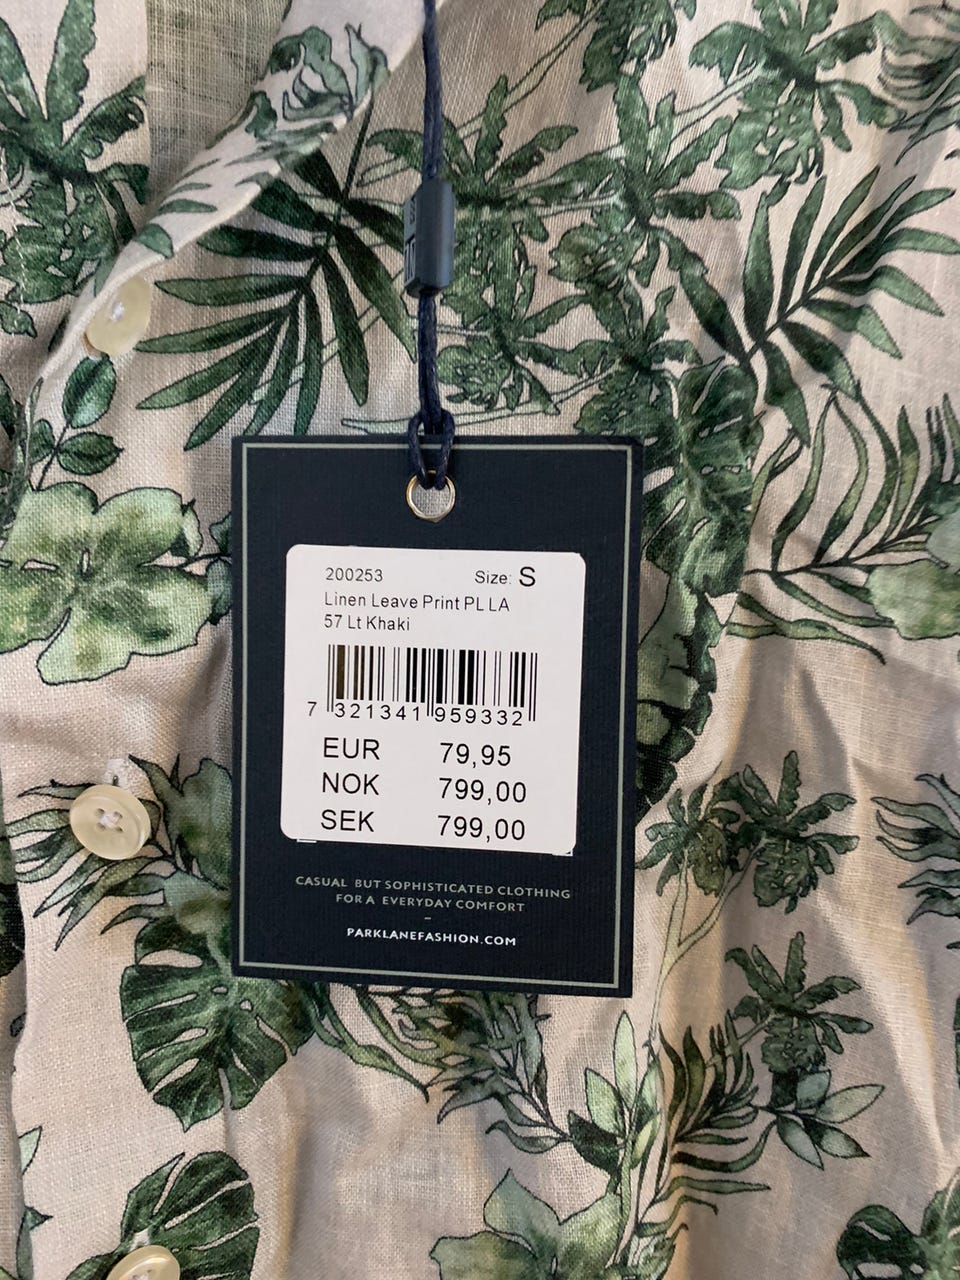 200253 Size: S
Linen Leave Print PL LA
57 Lt Khaki
7 321341 959332
EUR 79,95
NOK 799,00
SEK 799,00
CASUAL BUT SOPHISTICATED CLOTHING
FOR A EVERYDAY COMFORT
–
PARKLANEFASHION.COM